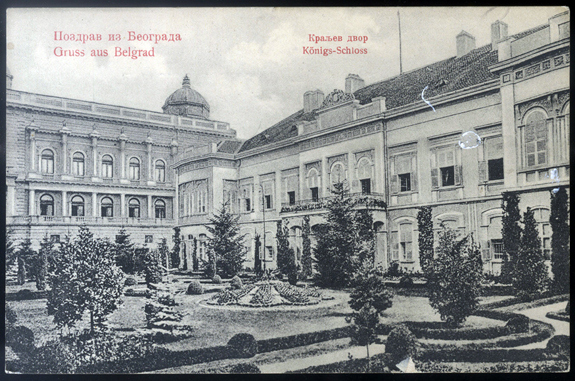 Поздрав из Београда
Gruss aus Belgrad
Краљев двор
Königs-Schloss